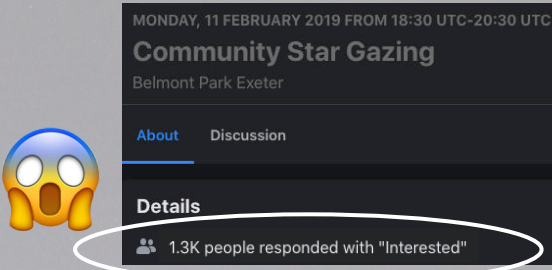 MONDAY, 11 FEBRUARY 2019 FROM 18:30 UTC-20:30 UTC
Community Star Gazing
Belmont Park Exeter
About Discussion
Details
1.3K people responded with "Interested"